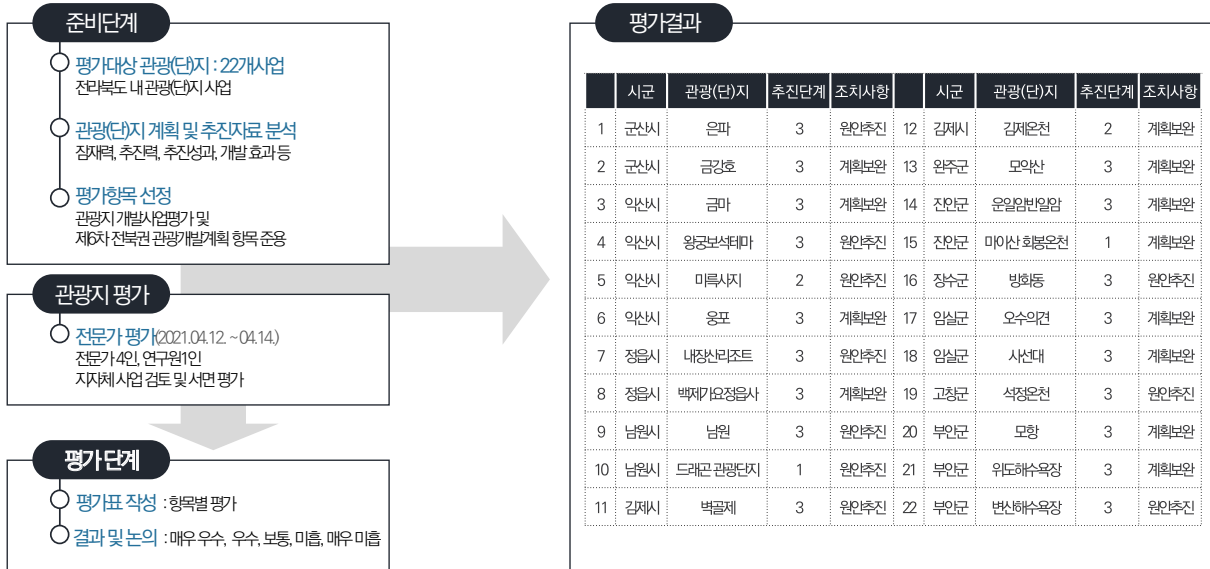 준비단계
평가대상 관광(단)지 : 22개사업
전라북도 내 관광(단)지 사업
관광(단)지 계획 및 추진자료 분석
잠재력, 추진력, 추진성과, 개발 효과 등
평가항목 선정
관광지 개발사업평가 및
제6차 전북권 관광개발계획 항목 준용
관광지 평가
전문가 평가(2021.04.12. ~04.14.)
전문가 4인, 연구원1인
지자체 사업 검토 및 서면 평가
평가 단계
평가표 작성 : 항목별 평가
결과 및 논의 : 매우 우수, 우수, 보통, 미흡, 매우 미흡
평가결과
시군 관광(단)지 추진단계 조치사항 시군 관광(단)지 추진단계 조치사항
1 군산시 은파 3 원안추진 12 김제시 김제온천 2 계획보완
2 군산시 금강호 3 계획보완 13 완주군 모악산 3 계획보완
3 익산시 금마 3 계획보완 14 진안군 운일암반일암 3 계획보완
4 익산시 왕궁보석테마 3 원안추진 15 진안군 마이산 회봉온천 1 계획보완
5 익산시 미륵사지 2 원안추진 16 장수군 방화동 3 원안추진
6 익산시 웅포 3 계획보완 17 임실군 오수의견 3 계획보완
7 정읍시 내장산리조트 3 원안추진 18 임실군 사선대 3 계획보완
8 정읍시 백제가요정읍사 3 계획보완 19 고창군 석정온천 3 원안추진
9 남원시 남원 3 원안추진 20 부안군 모항 3 계획보완
10 남원시 드래곤 관광단지 1 원안추진 21 부안군 위도해수욕장 3 계획보완
11 김제시 벽골제 3 원안추진 22 부안군 변산해수욕장 3 원안추진